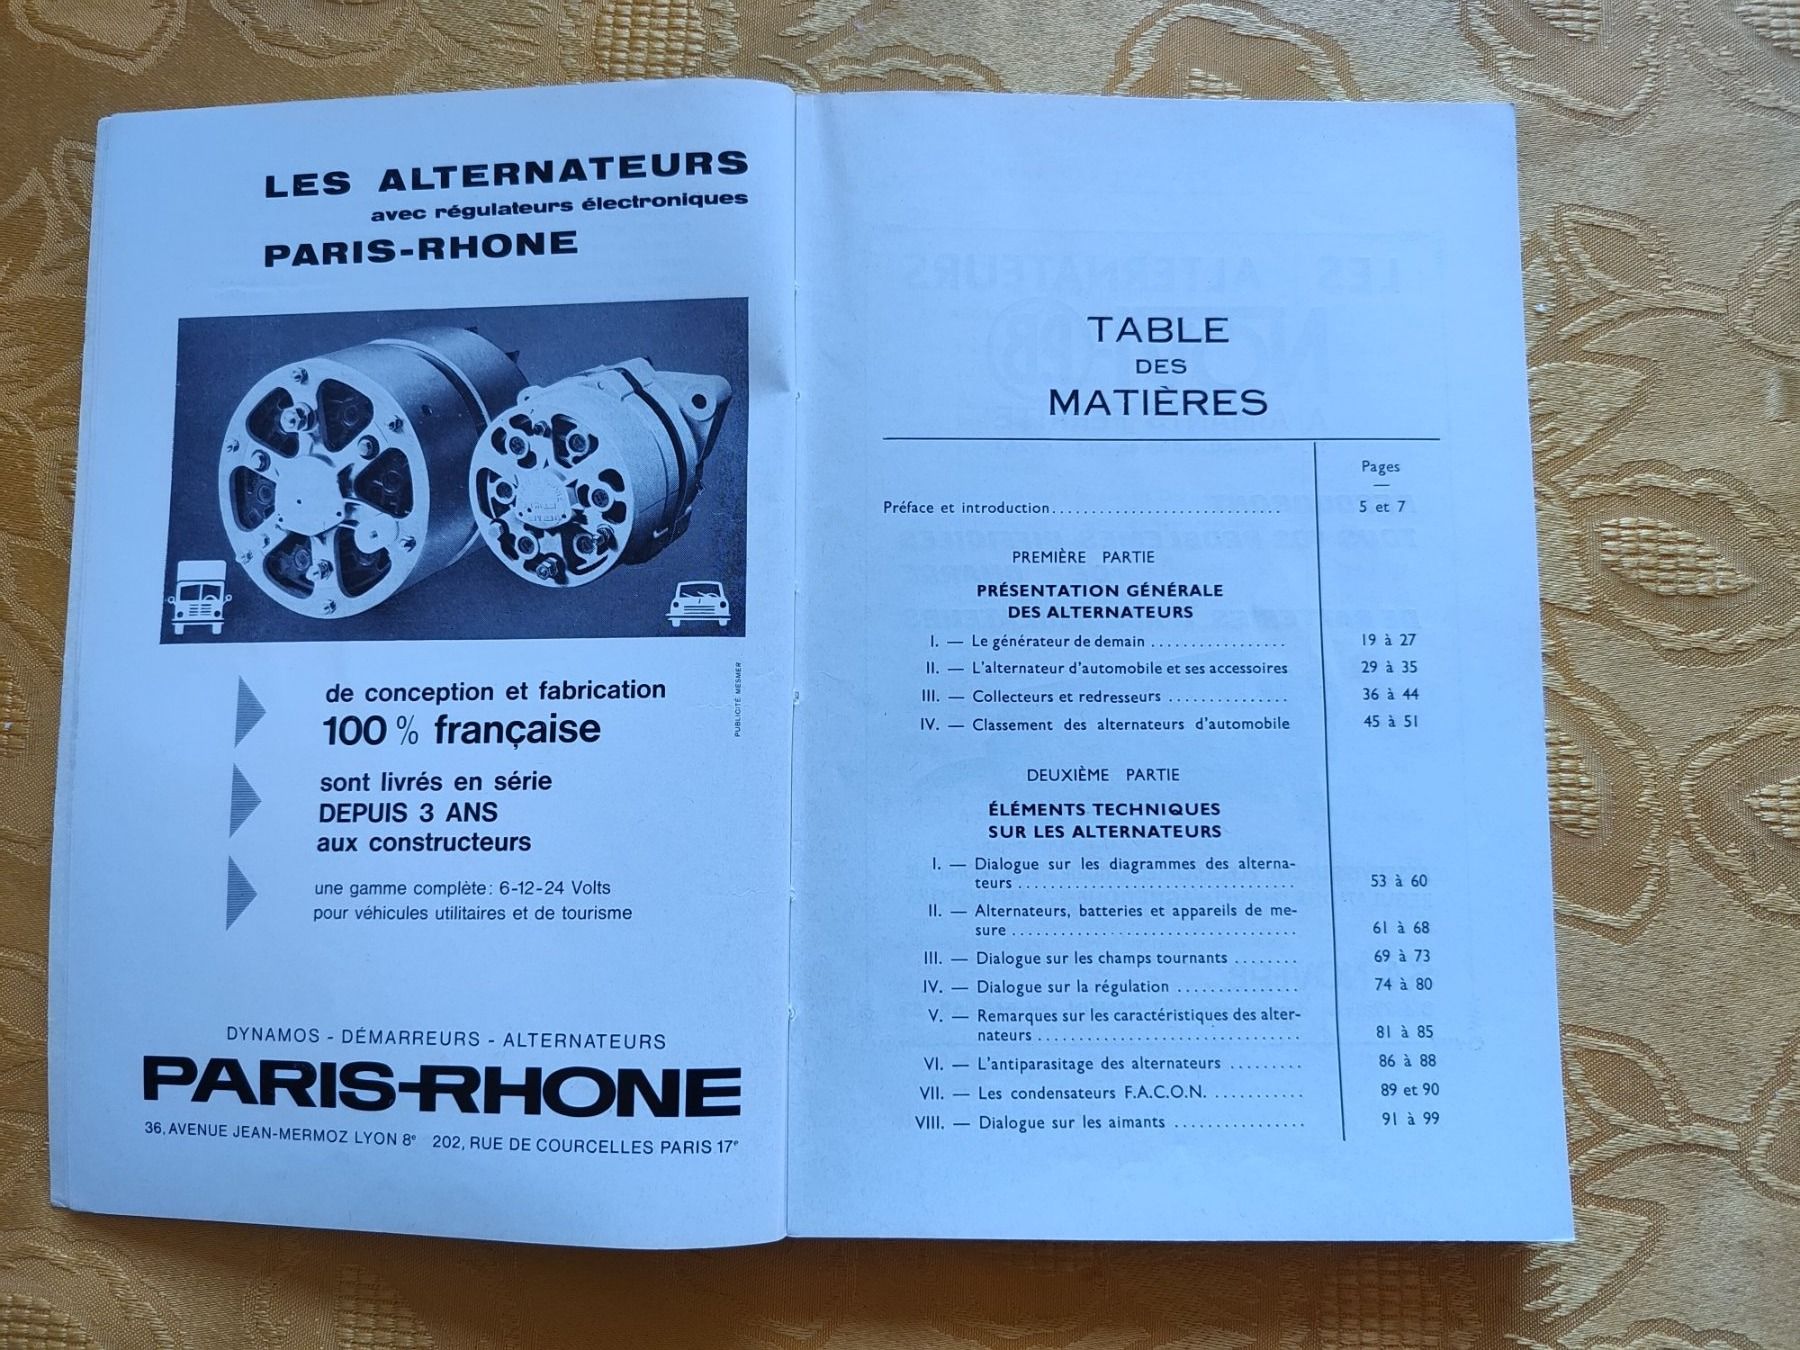 LES ALTERNATEURS
avec régulateurs électroniques
PARIS-RHONE
PUBLICITÉ MESMER
de conception et fabrication
100 % française
sont livrés en série
DEPUIS 3 ANS
aux constructeurs
une gamme complète: 6-12-24 Volts
pour véhicules utilitaires et de tourisme
DYNAMOS - DÉMARREURS - ALTERNATEURS
PARIS-RHONE
36, AVENUE JEAN-MERMOZ LYON 8e 202, RUE DE COURCELLES PARIS 17e
TABLE
DES
MATIÈRES
Pages
Préface et introduction............................ 5 et 7
PREMIÈRE PARTIE
PRÉSENTATION GÉNÉRALE
DES ALTERNATEURS
I. — Le générateur de demain ................ 19 à 27
II. — L'alternateur d'automobile et ses accessoires 29 à 35
III. — Collecteurs et redresseurs .............. 36 à 44
IV. — Classement des alternateurs d'automobile 45 à 51
DEUXIÈME PARTIE
ÉLÉMENTS TECHNIQUES
SUR LES ALTERNATEURS
I. — Dialogue sur les diagrammes des alterna-
teurs ................................. 53 à 60
II. — Alternateurs, batteries et appareils de me-
sure .................................. 61 à 68
III. — Dialogue sur les champs tournants ........ 69 à 73
IV. — Dialogue sur la régulation ............... 74 à 80
V. — Remarques sur les caractéristiques des alter-
nateurs ............................... 81 à 85
VI. — L'antiparasitage des alternateurs ......... 86 à 88
VII. — Les condensateurs F.A.C.O.N. ........... 89 et 90
VIII. — Dialogue sur les aimants ................ 91 à 99